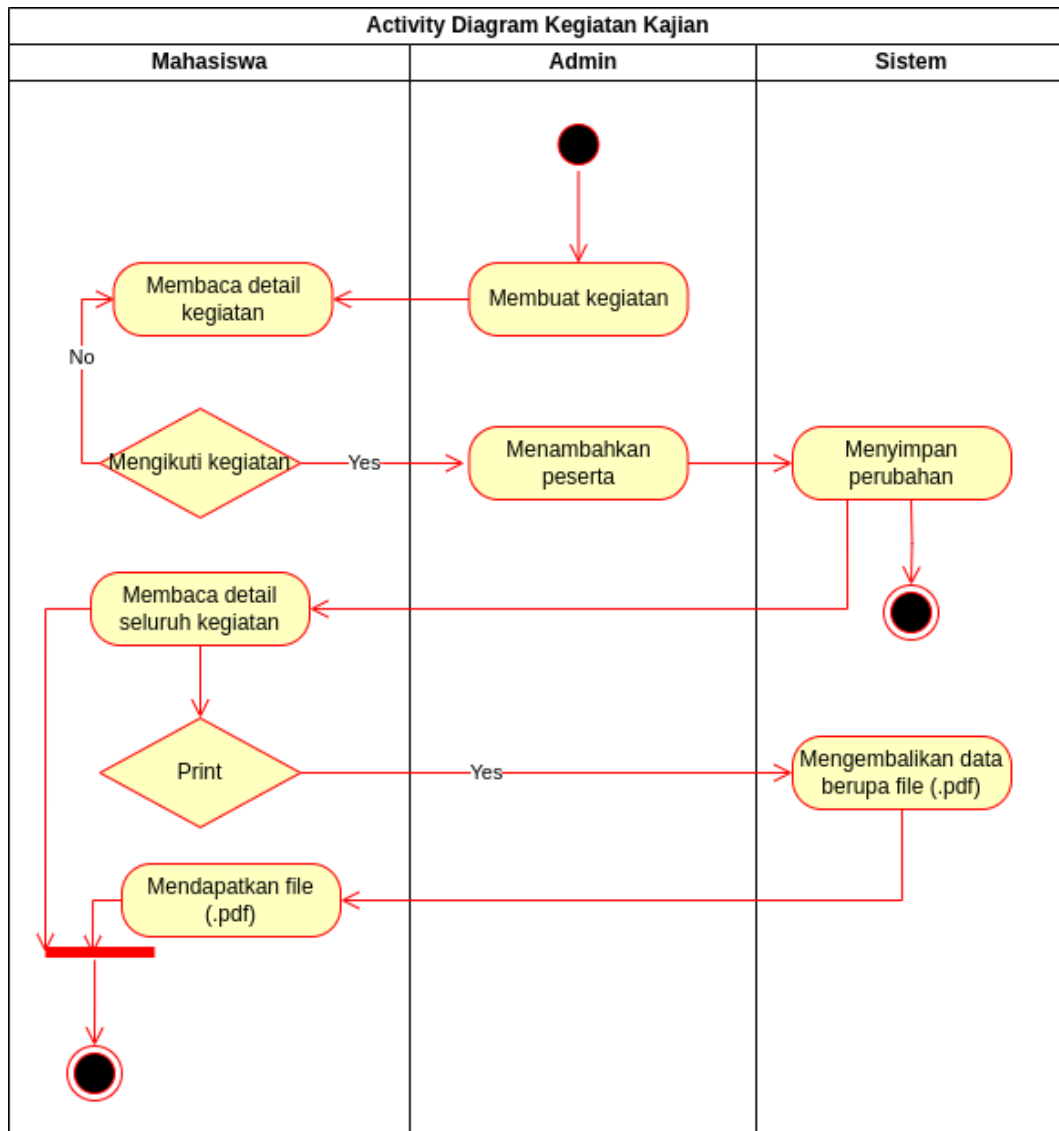 Activity Diagram Kegiatan Kajian
Mahasiswa
Admin
Sistem
Membaca detail
kegiatan
Membuat kegiatan
No
Mengikuti kegiatan
Yes
Menambahkan
peserta
Menyimpan
perubahan
Membaca detail
seluruh kegiatan
Print
Yes
Mengembalikan data
berupa file (.pdf)
Mendapatkan file
(.pdf)